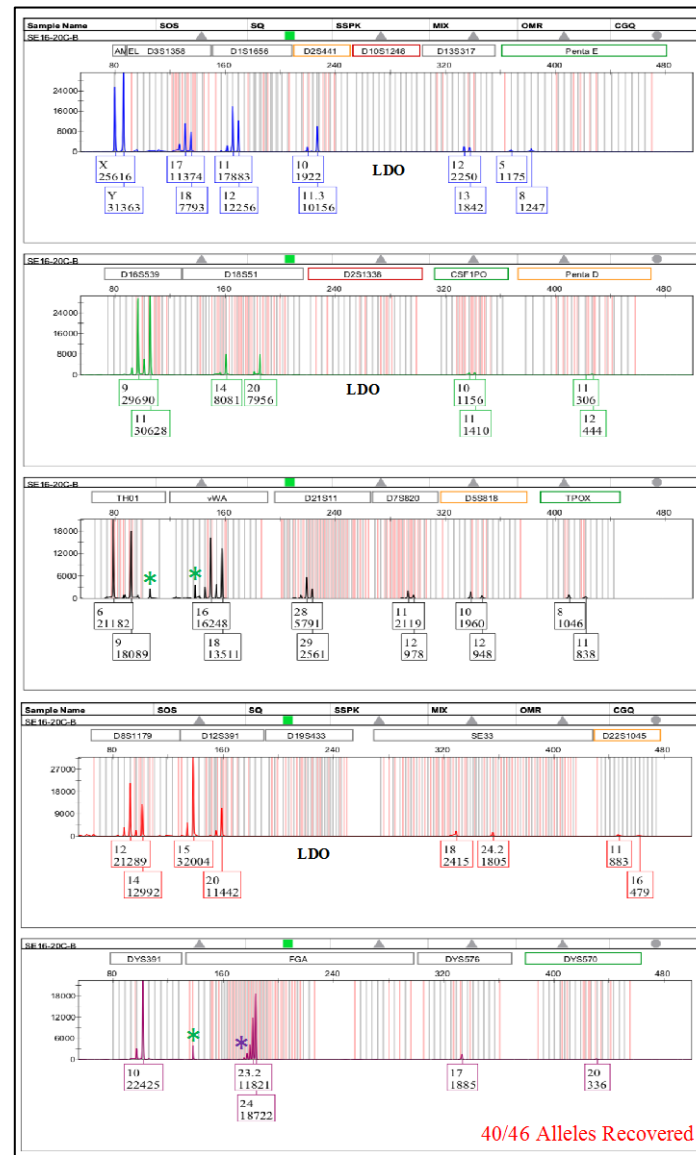 Sample Name SOS SQ SSPK MIX OMR CGQ
SE16-20C-B
AMEL D3S1358 D1S1656 D2S441 D10S1248 D13S317 Penta E
80 160 240 320 400 480
24000
16000
8000
0
LDO
X 25616
Y 31363
17 11374
18 7793
11 17883
12 12256
10 1922
11.3 10156
12 2250
13 1842
5 1175
8 1247
SE16-20C-B
D16S539 D18S51 D2S1338 CSF1PO Penta D
80 160 240 320 400 480
24000
16000
8000
0
LDO
9 29690
11 30628
14 8081
20 7956
10 1156
11 1410
11 306
12 444
SE16-20C-B
TH01 vWA D21S11 D7S820 D5S818 TPOX
80 160 240 320 400 480
18000
12000
6000
0
* *
6 21182
9 18089
16 16248
18 13511
28 5791
29 2561
11 2119
12 978
10 1960
12 948
8 1046
11 838
Sample Name SOS SQ SSPK MIX OMR CGQ
SE16-20C-B
D8S1179 D12S391 D19S433 SE33 D22S1045
80 160 240 320 400 480
27000
18000
9000
0
LDO
12 21289
14 12992
15 32004
20 11442
18 2415
24.2 1805
11 883
16 479
SE16-20C-B
DYS391 FGA DYS576 DYS570
80 160 240 320 400 480
18000
12000
6000
0
* *
10 22425
23.2 11821
24 18722
17 1885
20 336
40/46 Alleles Recovered